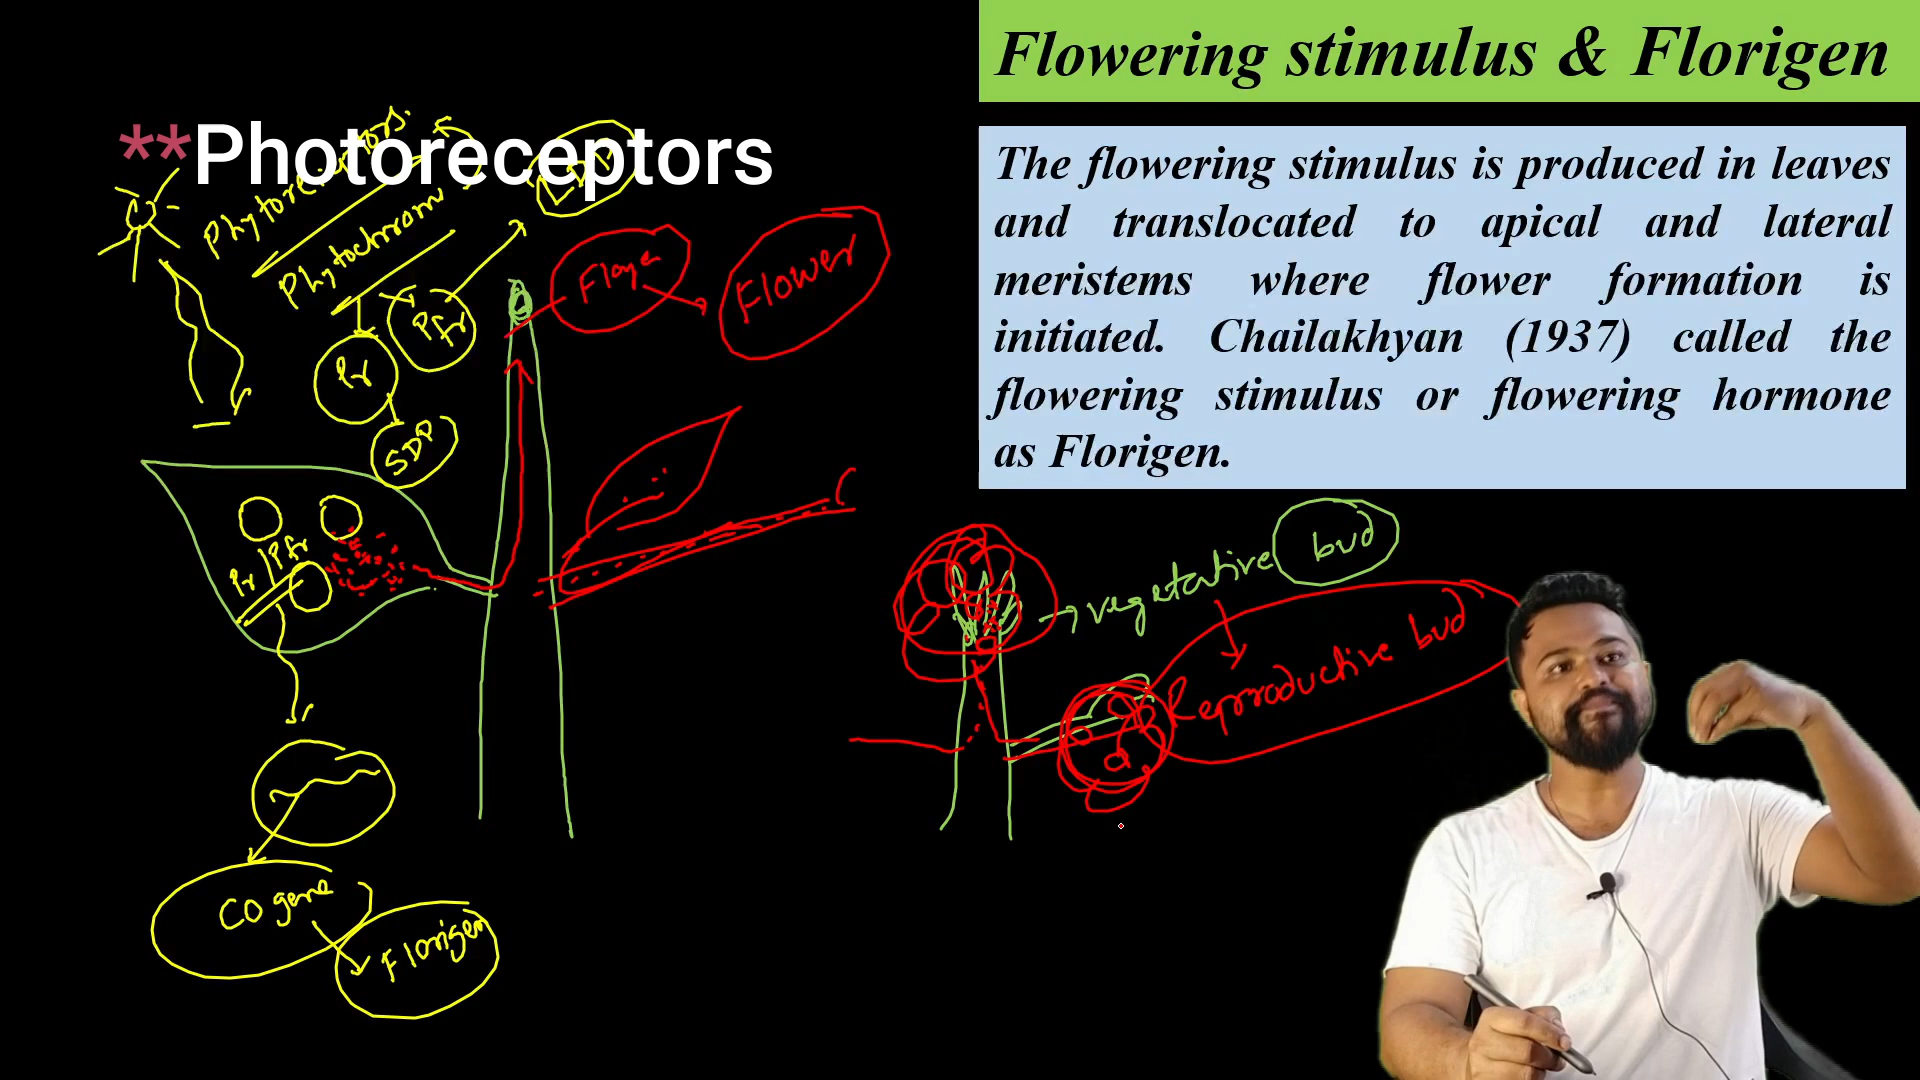 Flowering stimulus & Florigen
**Photoreceptors
Phytochrom
LDP
Pfr
Pr
SDP
Flower
The flowering stimulus is produced in leaves
and translocated to apical and lateral
meristems where flower formation is
initiated. Chailakhyan (1937) called the
flowering stimulus or flowering hormone
as Florigen.
Pr/Pfr
→ vegetative bud
Reproductive bud
CO gene
Florigen